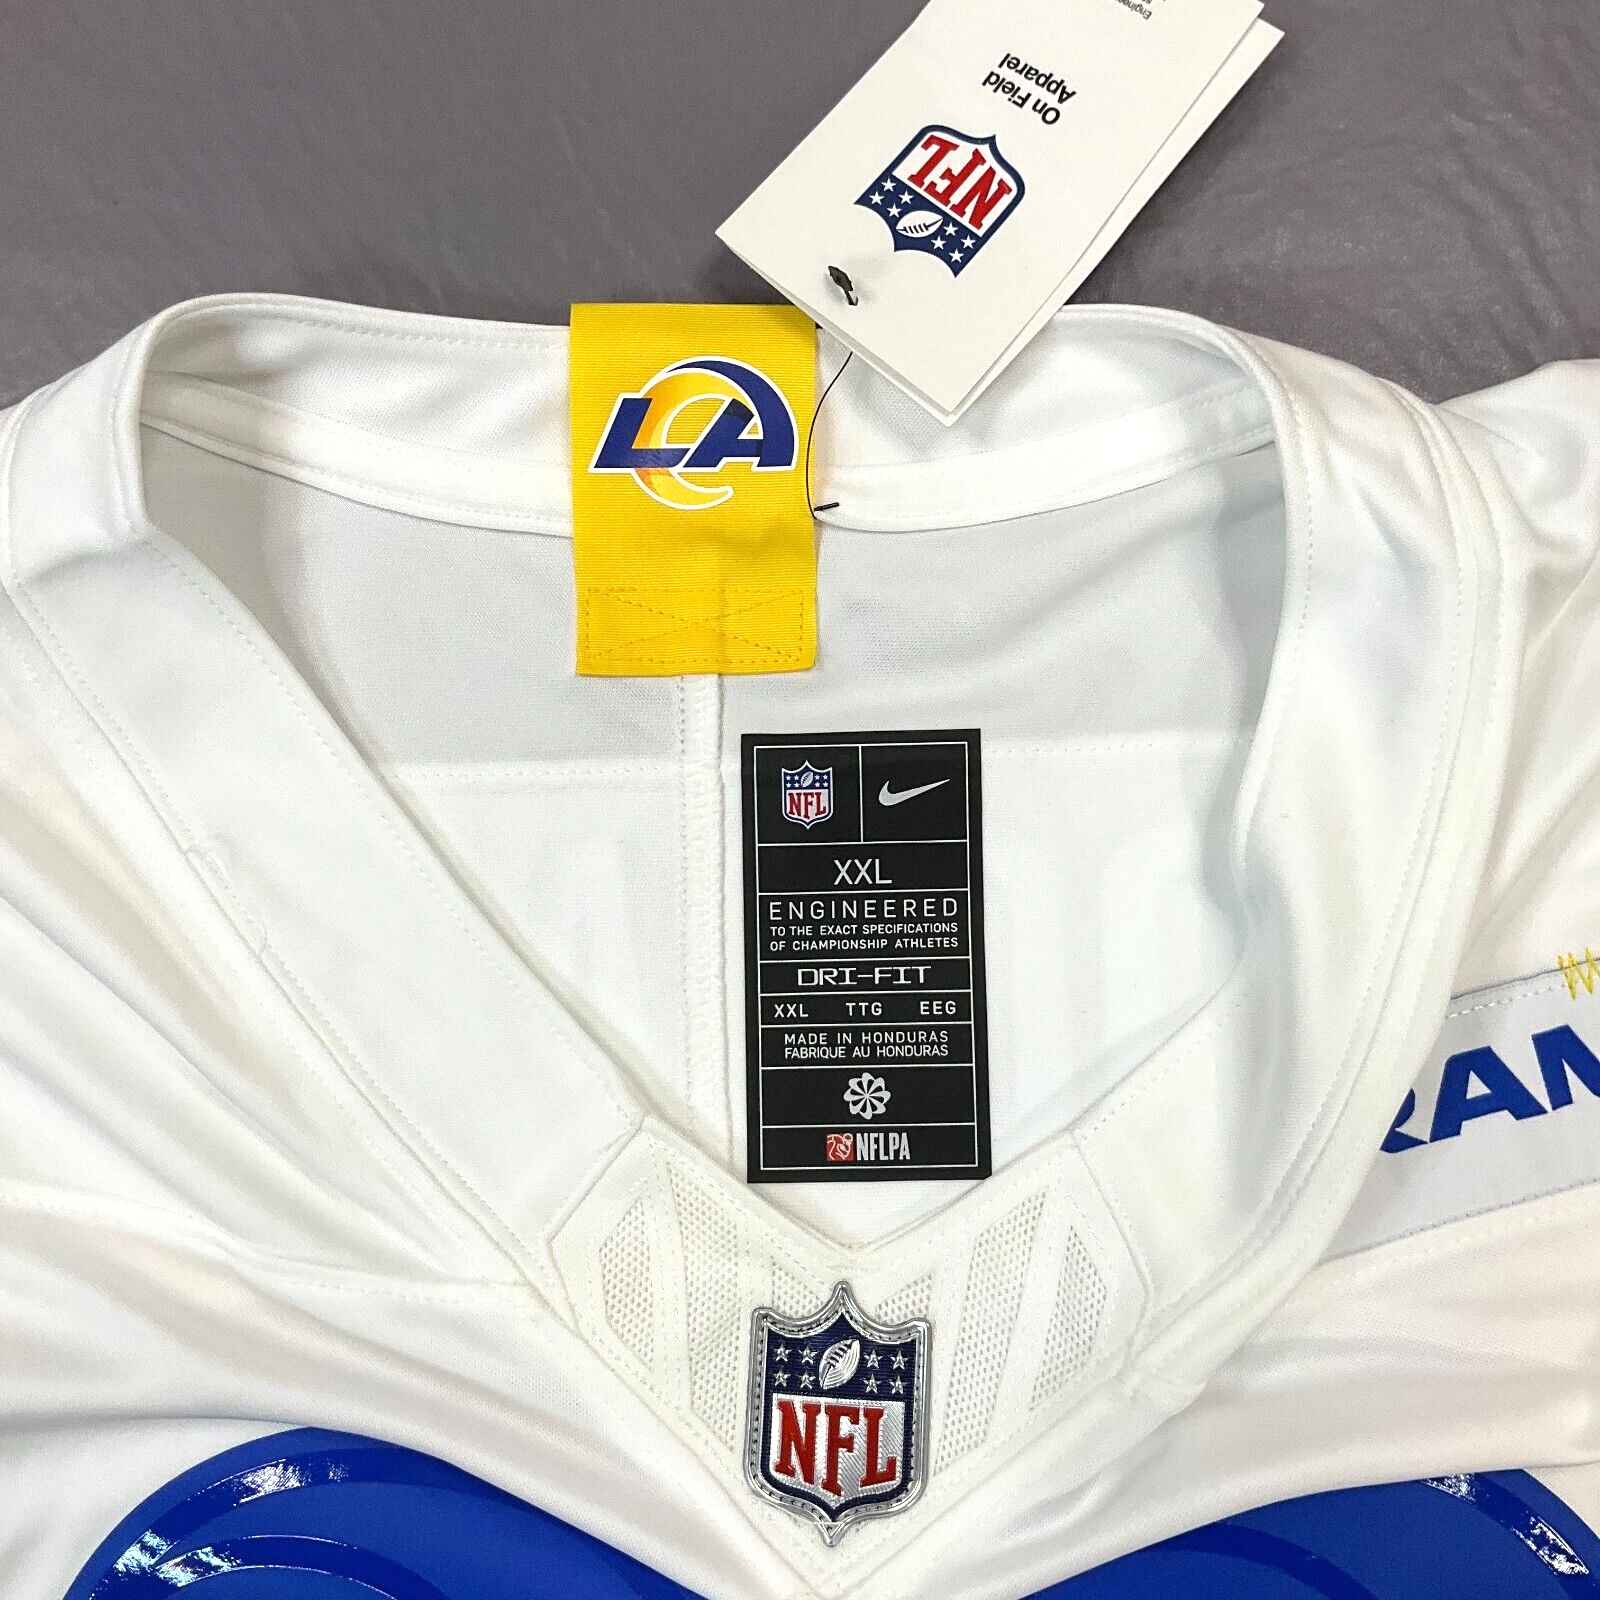 On Field
Apparel
NFL
LA
NFL
XXL
ENGINEERED
TO THE EXACT SPECIFICATIONS
OF CHAMPIONSHIP ATHLETES
DRI-FIT
XXL TTG EEG
MADE IN HONDURAS
FABRIQUE AU HONDURAS
NFLPA
RAM
NFL